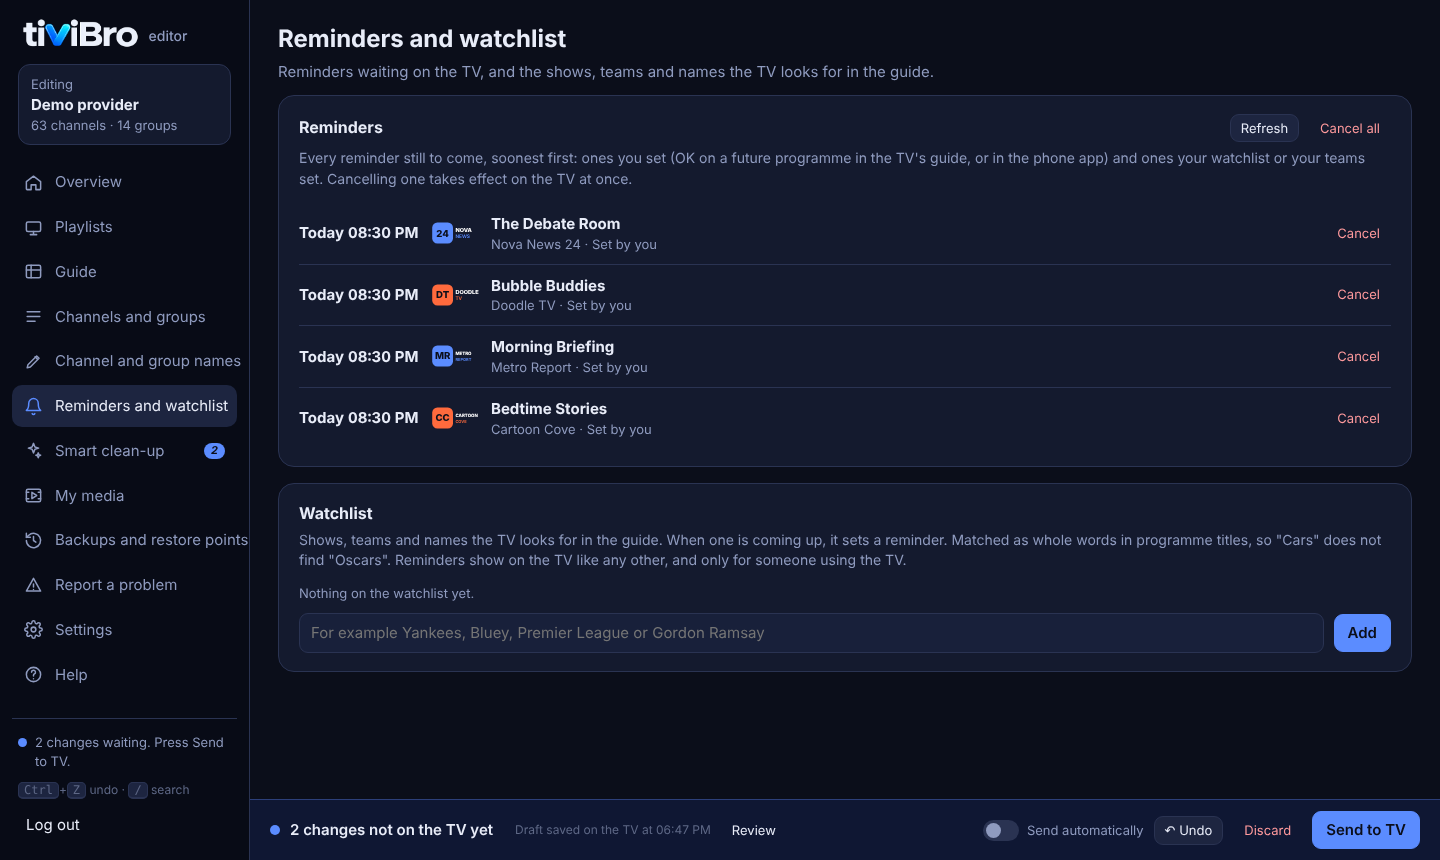 tiviBro editor
Editing
Demo provider
63 channels · 14 groups
Overview
Playlists
Guide
Channels and groups
Channel and group names
Reminders and watchlist
Smart clean-up 2
My media
Backups and restore points
Report a problem
Settings
Help
2 changes waiting. Press Send
to TV.
Ctrl+Z undo · / search
Log out
Reminders and watchlist
Reminders waiting on the TV, and the shows, teams and names the TV looks for in the guide.
Reminders
Refresh Cancel all
Every reminder still to come, soonest first: ones you set (OK on a future programme in the TV's guide, or in the phone app) and ones your watchlist or your teams
set. Cancelling one takes effect on the TV at once.
Today 08:30 PM 24 NOVA NEWS The Debate Room Cancel
Nova News 24 · Set by you
Today 08:30 PM DT DOODLE TV Bubble Buddies Cancel
Doodle TV · Set by you
Today 08:30 PM MR METRO REPORT Morning Briefing Cancel
Metro Report · Set by you
Today 08:30 PM CC CARTOON COVE Bedtime Stories Cancel
Cartoon Cove · Set by you
Watchlist
Shows, teams and names the TV looks for in the guide. When one is coming up, it sets a reminder. Matched as whole words in programme titles, so "Cars" does not
find "Oscars". Reminders show on the TV like any other, and only for someone using the TV.
Nothing on the watchlist yet.
For example Yankees, Bluey, Premier League or Gordon Ramsay Add
2 changes not on the TV yet Draft saved on the TV at 06:47 PM Review Send automatically ↶ Undo Discard Send to TV